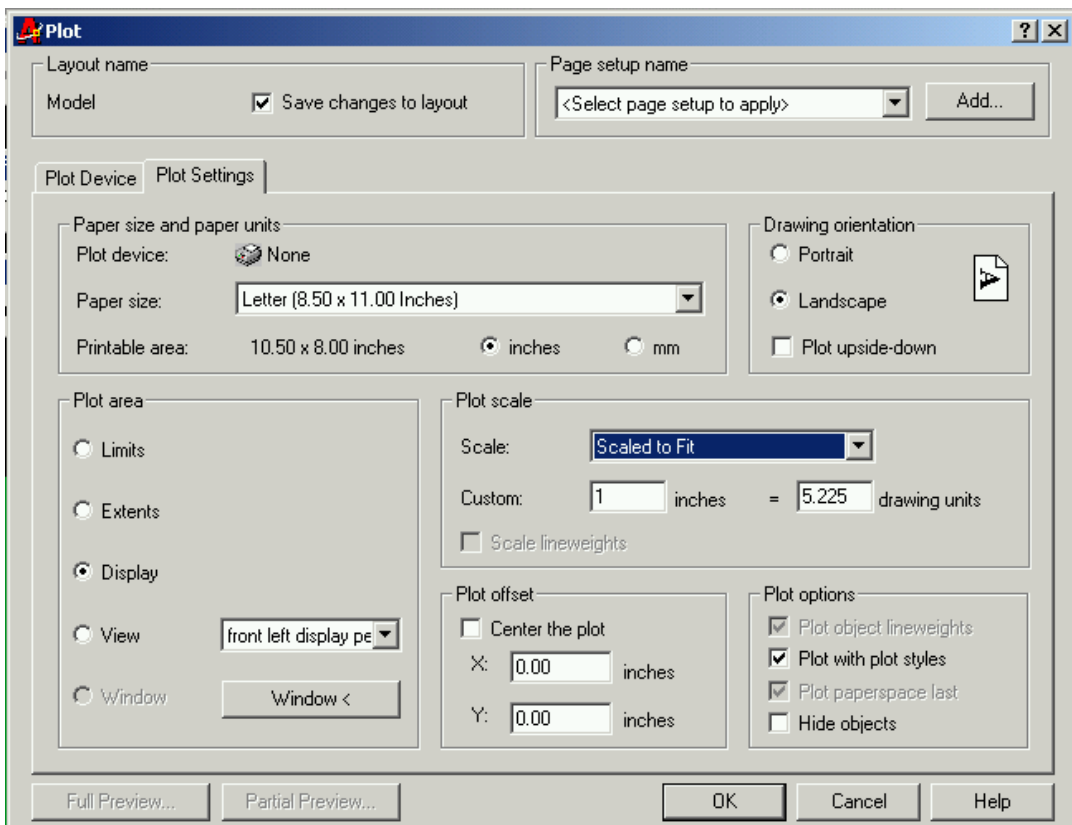 Plot
Layout name
Model Save changes to layout
Page setup name
<Select page setup to apply> Add...
Plot Device Plot Settings
Paper size and paper units
Plot device: None
Paper size: Letter (8.50 x 11.00 Inches)
Printable area: 10.50 x 8.00 inches inches mm
Drawing orientation
Portrait
A
Landscape
Plot upside-down
Plot area
Limits
Extents
Display
View front left display pe
Window Window <
Plot scale
Scale: Scaled to Fit
Custom: 1 inches = 5.225 drawing units
Scale lineweights
Plot offset
Center the plot
X: 0.00 inches
Y: 0.00 inches
Plot options
Plot object lineweights
Plot with plot styles
Plot paperspace last
Hide objects
Full Preview... Partial Preview... OK Cancel Help